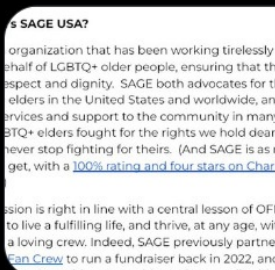 's SAGE USA?
organization that has been working tirelessly
ehalf of LGBTQ+ older people, ensuring that th
espect and dignity. SAGE both advocates for t
elders in the United States and worldwide, an
ervices and support to the community in many
BTQ+ elders fought for the rights we hold dear
never stop fighting for theirs. (And SAGE is as
get, with a 100% rating and four stars on Char
)
ssion is right in line with a central lesson of OF
to live a fulfilling life, and thrive, at any age, wi
a loving crew. Indeed, SAGE previously partne
Fan Crew to run a fundraiser back in 2022, and